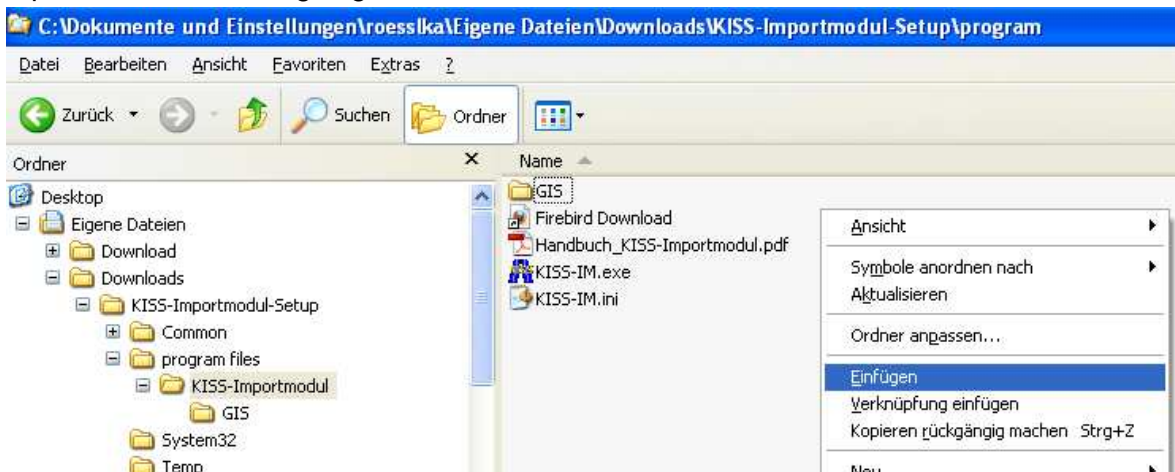 C:\Dokumente und Einstellungen\roesslka\Eigene Dateien\Downloads\KISS-Importmodul-Setup\program
Datei Bearbeiten Ansicht Favoriten Extras ?
Zurück Suchen Ordner
Ordner
Desktop
Eigene Dateien
Download
Downloads
KISS-Importmodul-Setup
Common
program files
KISS-Importmodul
GIS
System32
Temp
Name
GIS
Firebird Download
Handbuch_KISS-Importmodul.pdf
KISS-IM.exe
KISS-IM.ini
Ansicht
Symbole anordnen nach
Aktualisieren
Ordner anpassen...
Einfügen
Verknüpfung einfügen
Kopieren rückgängig machen Strg+Z
Neu